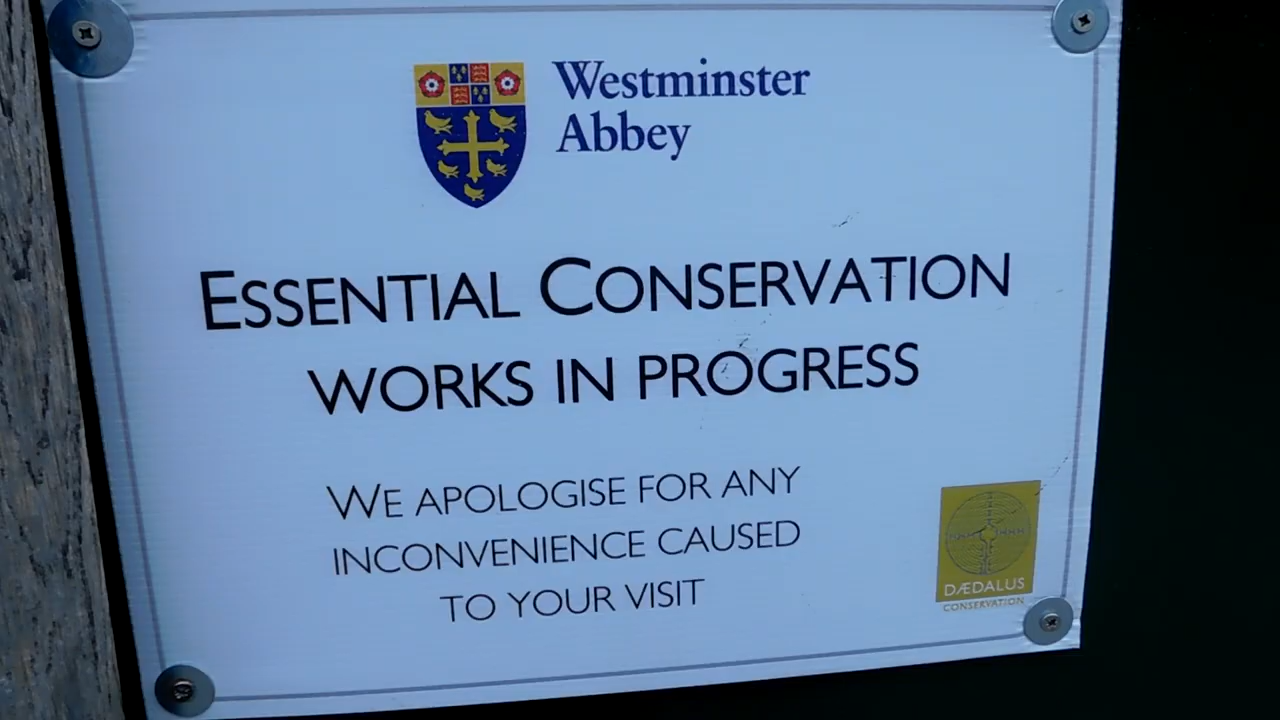 Westminster
Abbey
ESSENTIAL CONSERVATION
WORKS IN PROGRESS
WE APOLOGISE FOR ANY
INCONVENIENCE CAUSED
TO YOUR VISIT
DÆDALUS
CONSERVATION